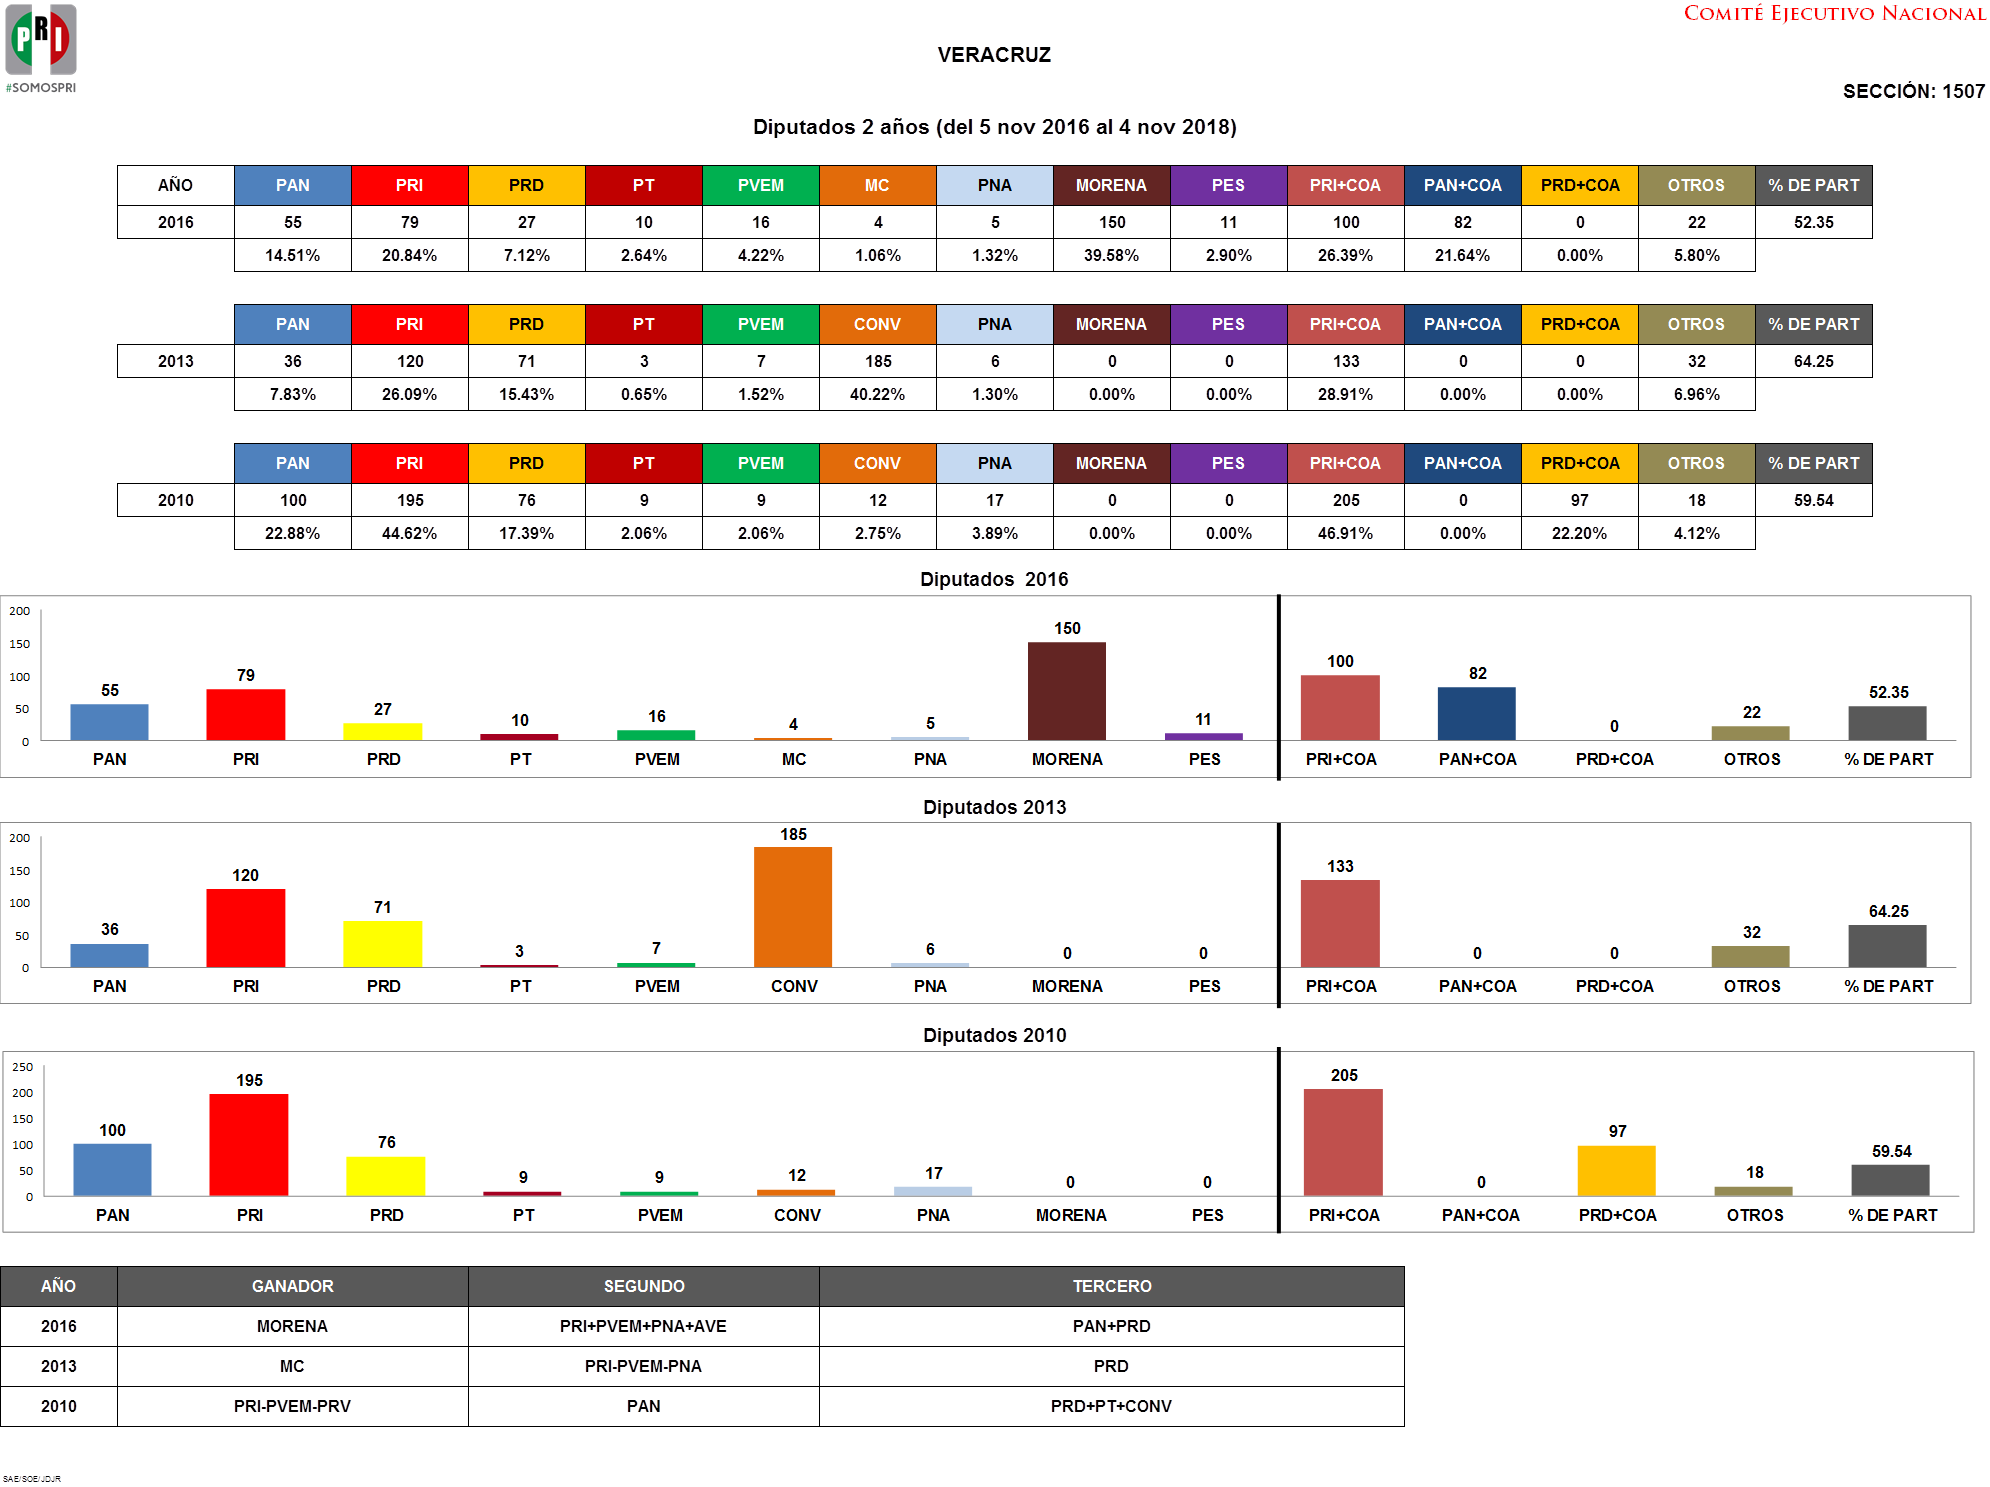 COMITÉ EJECUTIVO NACIONAL
PRI
#SOMOSPRI
VERACRUZ
SECCIÓN: 1507
Diputados 2 años (del 5 nov 2016 al 4 nov 2018)
AÑO PAN PRI PRD PT PVEM MC PNA MORENA PES PRI+COA PAN+COA PRD+COA OTROS % DE PART
2016 55 79 27 10 16 4 5 150 11 100 82 0 22 52.35
14.51% 20.84% 7.12% 2.64% 4.22% 1.06% 1.32% 39.58% 2.90% 26.39% 21.64% 0.00% 5.80%
PAN PRI PRD PT PVEM CONV PNA MORENA PES PRI+COA PAN+COA PRD+COA OTROS % DE PART
2013 36 120 71 3 7 185 6 0 0 133 0 0 32 64.25
7.83% 26.09% 15.43% 0.65% 1.52% 40.22% 1.30% 0.00% 0.00% 28.91% 0.00% 0.00% 6.96%
PAN PRI PRD PT PVEM CONV PNA MORENA PES PRI+COA PAN+COA PRD+COA OTROS % DE PART
2010 100 195 76 9 9 12 17 0 0 205 0 97 18 59.54
22.88% 44.62% 17.39% 2.06% 2.06% 2.75% 3.89% 0.00% 0.00% 46.91% 0.00% 22.20% 4.12%
Diputados 2016
200
150
100
50
0
55 79 27 10 16 4 5 150 11 100 82 0 22 52.35
PAN PRI PRD PT PVEM MC PNA MORENA PES PRI+COA PAN+COA PRD+COA OTROS % DE PART
Diputados 2013
200
150
100
50
0
36 120 71 3 7 185 6 0 0 133 0 0 32 64.25
PAN PRI PRD PT PVEM CONV PNA MORENA PES PRI+COA PAN+COA PRD+COA OTROS % DE PART
Diputados 2010
250
200
150
100
50
0
100 195 76 9 9 12 17 0 0 205 0 97 18 59.54
PAN PRI PRD PT PVEM CONV PNA MORENA PES PRI+COA PAN+COA PRD+COA OTROS % DE PART
AÑO GANADOR SEGUNDO TERCERO
2016 MORENA PRI+PVEM+PNA+AVE PAN+PRD
2013 MC PRI-PVEM-PNA PRD
2010 PRI-PVEM-PRV PAN PRD+PT+CONV
SAE/SOE/JDJR